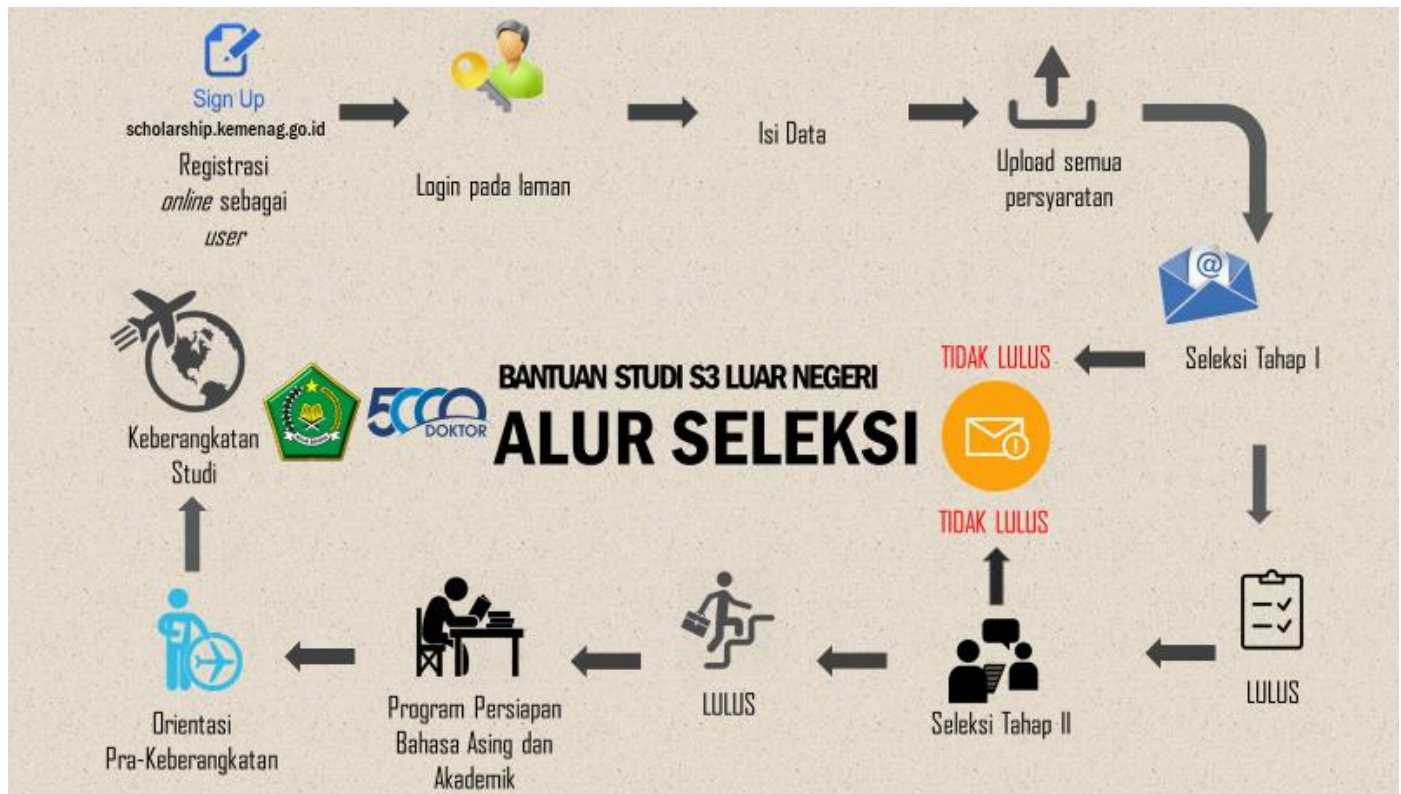 Sign Up
scholarship.kemenag.go.id
Registrasi
online sebagai
user
Login pada laman
Isi Data
Upload semua
persyaratan
@
Seleksi Tahap I
TIDAK LULUS
BANTUAN STUDI S3 LUAR NEGERI
ALUR SELEKSI
5000
DOKTOR
Keberangkatan
Studi
TIDAK LULUS
LULUS
Seleksi Tahap II
LULUS
Program Persiapan
Bahasa Asing dan
Akademik
Orientasi
Pra-Keberangkatan